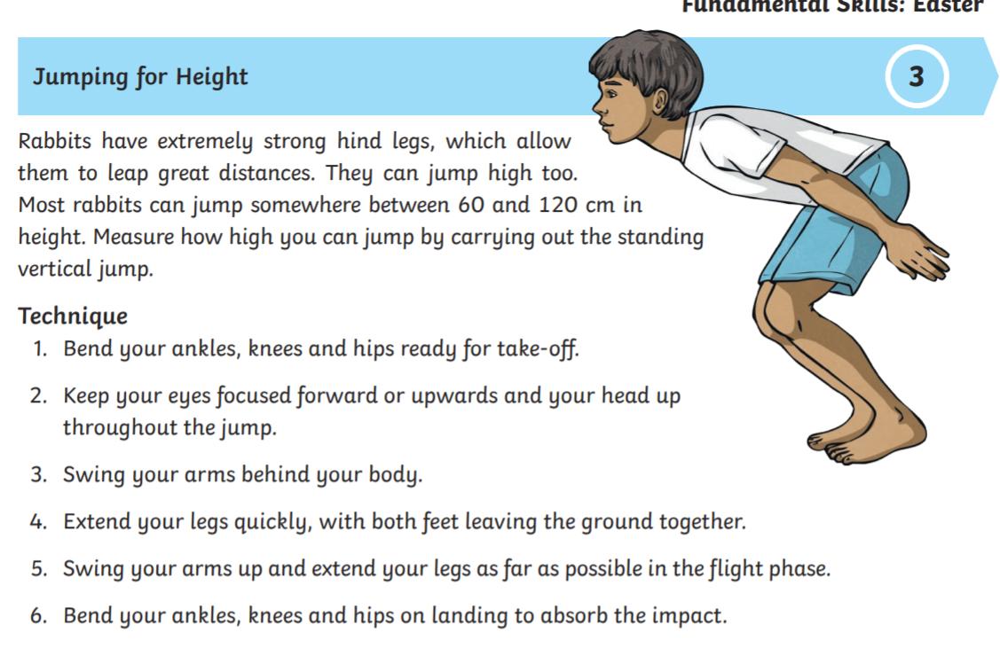 Fundamental Skills: Easter
Jumping for Height
3
Rabbits have extremely strong hind legs, which allow
them to leap great distances. They can jump high too.
Most rabbits can jump somewhere between 60 and 120 cm in
height. Measure how high you can jump by carrying out the standing
vertical jump.
Technique
1. Bend your ankles, knees and hips ready for take-off.
2. Keep your eyes focused forward or upwards and your head up
throughout the jump.
3. Swing your arms behind your body.
4. Extend your legs quickly, with both feet leaving the ground together.
5. Swing your arms up and extend your legs as far as possible in the flight phase.
6. Bend your ankles, knees and hips on landing to absorb the impact.